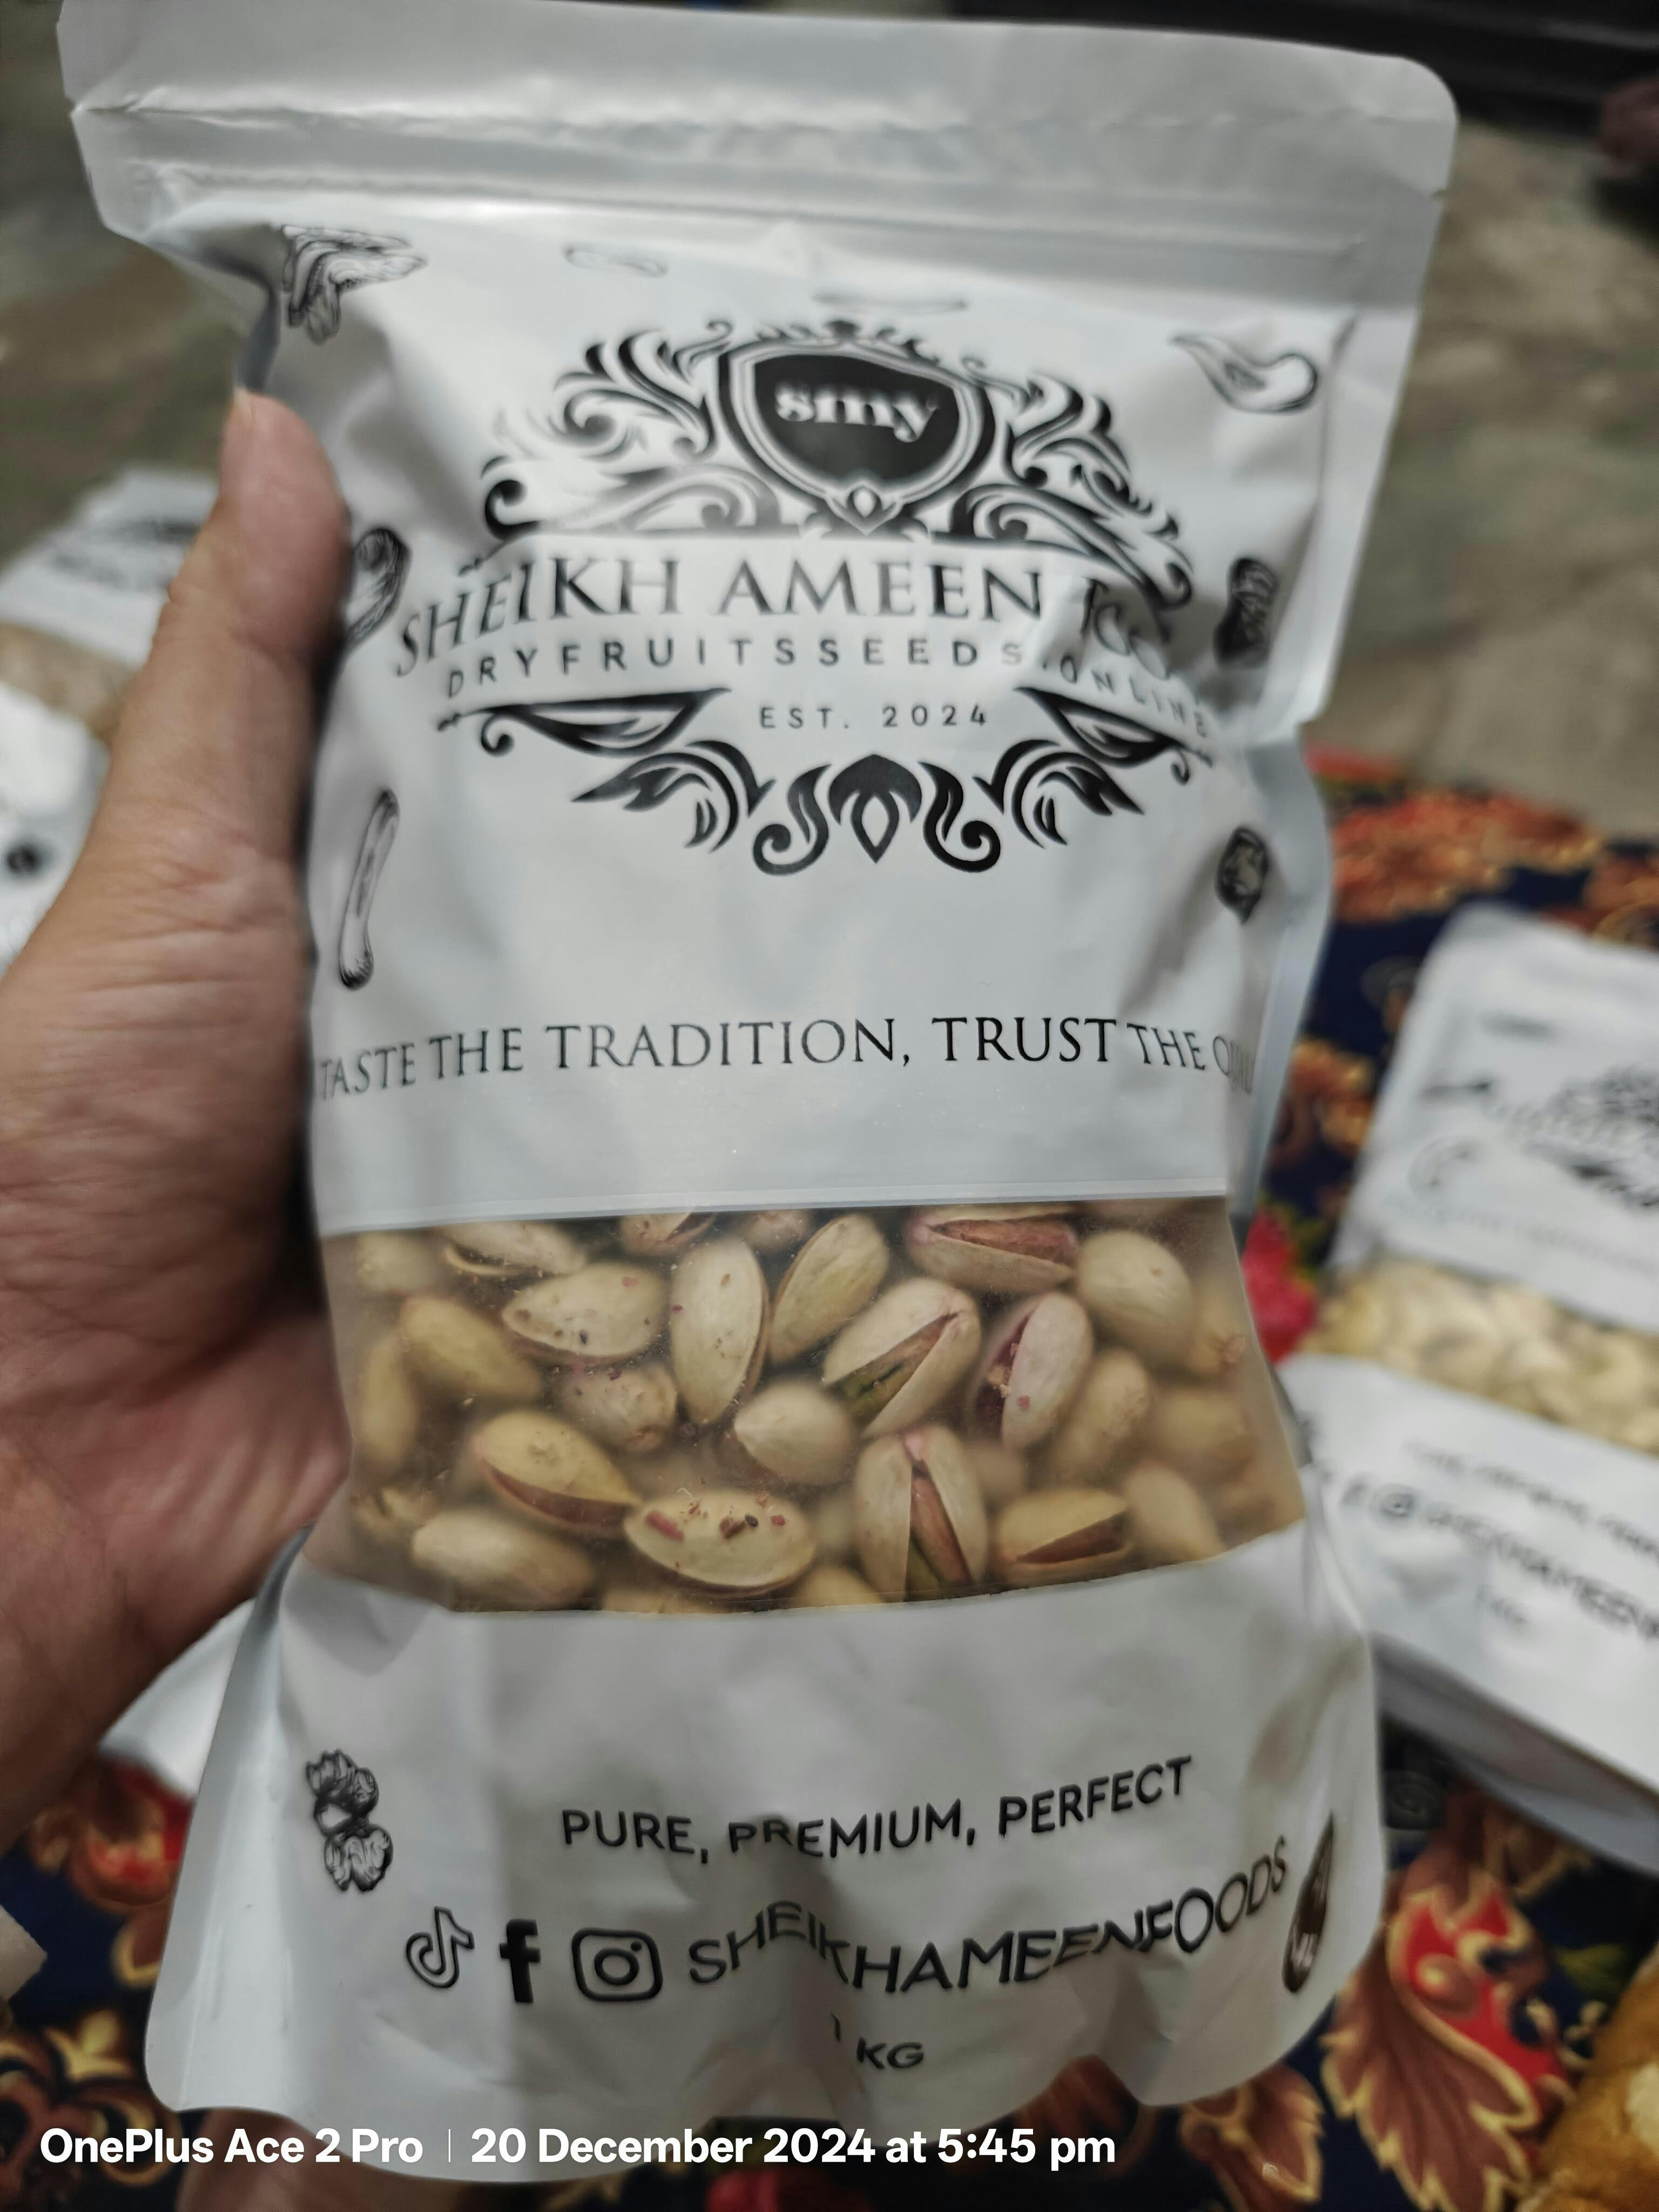 smy
SHEIKH AMEEN
DRYFRUITSSEEDS.ONLINE
EST. 2024
TASTE THE TRADITION, TRUST THE
PURE, PREMIUM, PERFECT
SHEIKHAMEENFOODS
1 KG
OnePlus Ace 2 Pro | 20 December 2024 at 5:45 pm